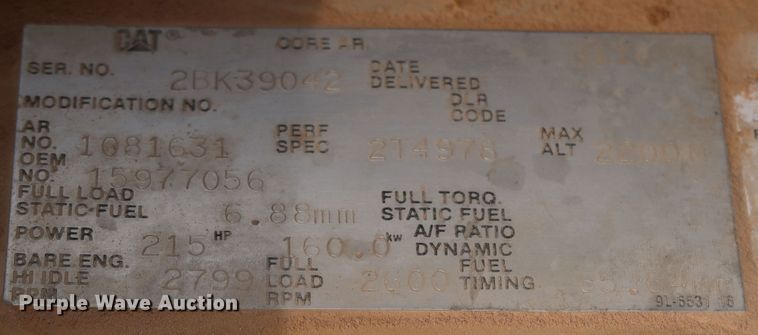 CAT CORE AR
SER. NO. 2BK39042 DATE DELIVERED
MODIFICATION NO. DLR CODE
AR NO. 1081631 PERF SPEC 2T4978 MAX ALT
OEM NO. 15977056
FULL LOAD STATIC FUEL 6.88mm FULL TORQ. STATIC FUEL
POWER 215 HP 160.0 kw A/F RATIO DYNAMIC
BARE ENG. HI IDLE RPM 2799 FULL LOAD RPM 2600 FUEL TIMING
Purple Wave Auction